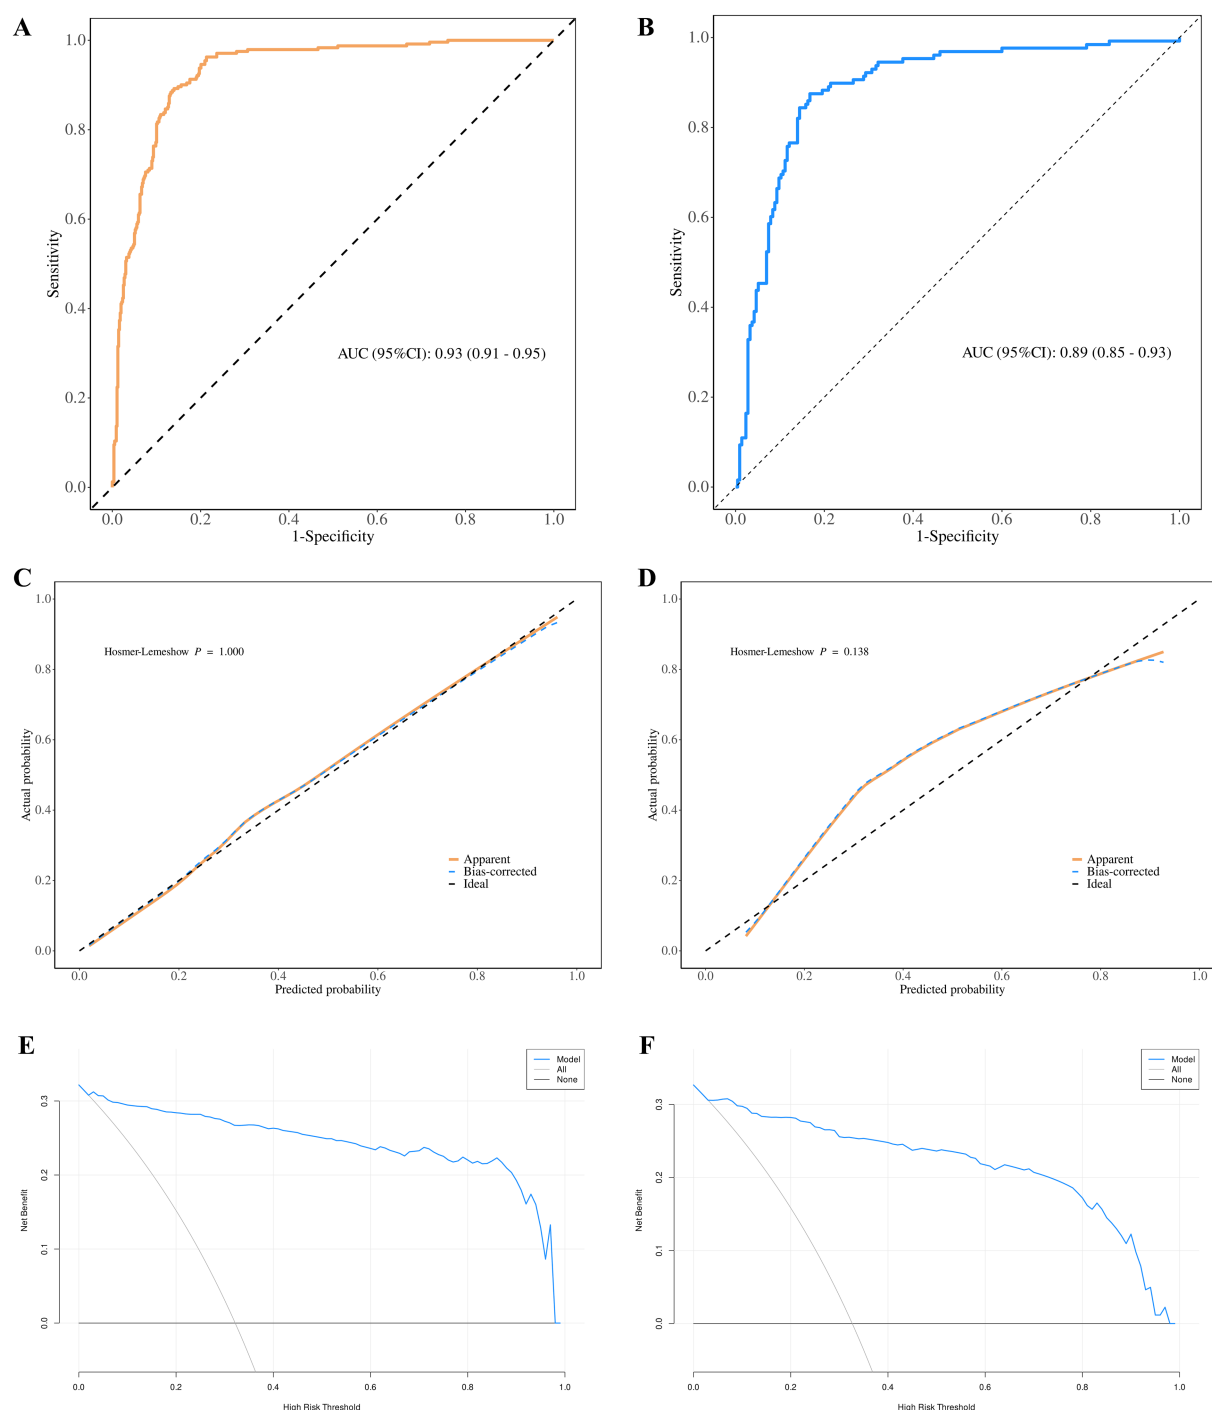 A
1.0
0.8
0.6
0.4
0.2
0.0
Sensitivity
AUC (95%CI): 0.93 (0.91 - 0.95)
0.0 0.2 0.4 0.6 0.8 1.0
1-Specificity
B
1.0
0.8
0.6
0.4
0.2
0.0
Sensitivity
AUC (95%CI): 0.89 (0.85 - 0.93)
0.0 0.2 0.4 0.6 0.8 1.0
1-Specificity
C
1.0
0.8
0.6
0.4
0.2
0.0
Actual probability
Hosmer-Lemeshow P = 1.000
Apparent
Bias-corrected
Ideal
0.0 0.2 0.4 0.6 0.8 1.0
Predicted probability
D
1.0
0.8
0.6
0.4
0.2
0.0
Actual probability
Hosmer-Lemeshow P = 0.138
Apparent
Bias-corrected
Ideal
0.0 0.2 0.4 0.6 0.8 1.0
Predicted probability
E
Model
All
None
0.3
0.2
0.1
0.0
Net Benefit
0.0 0.2 0.4 0.6 0.8 1.0
High Risk Threshold
F
Model
All
None
0.3
0.2
0.1
0.0
Net Benefit
0.0 0.2 0.4 0.6 0.8 1.0
High Risk Threshold